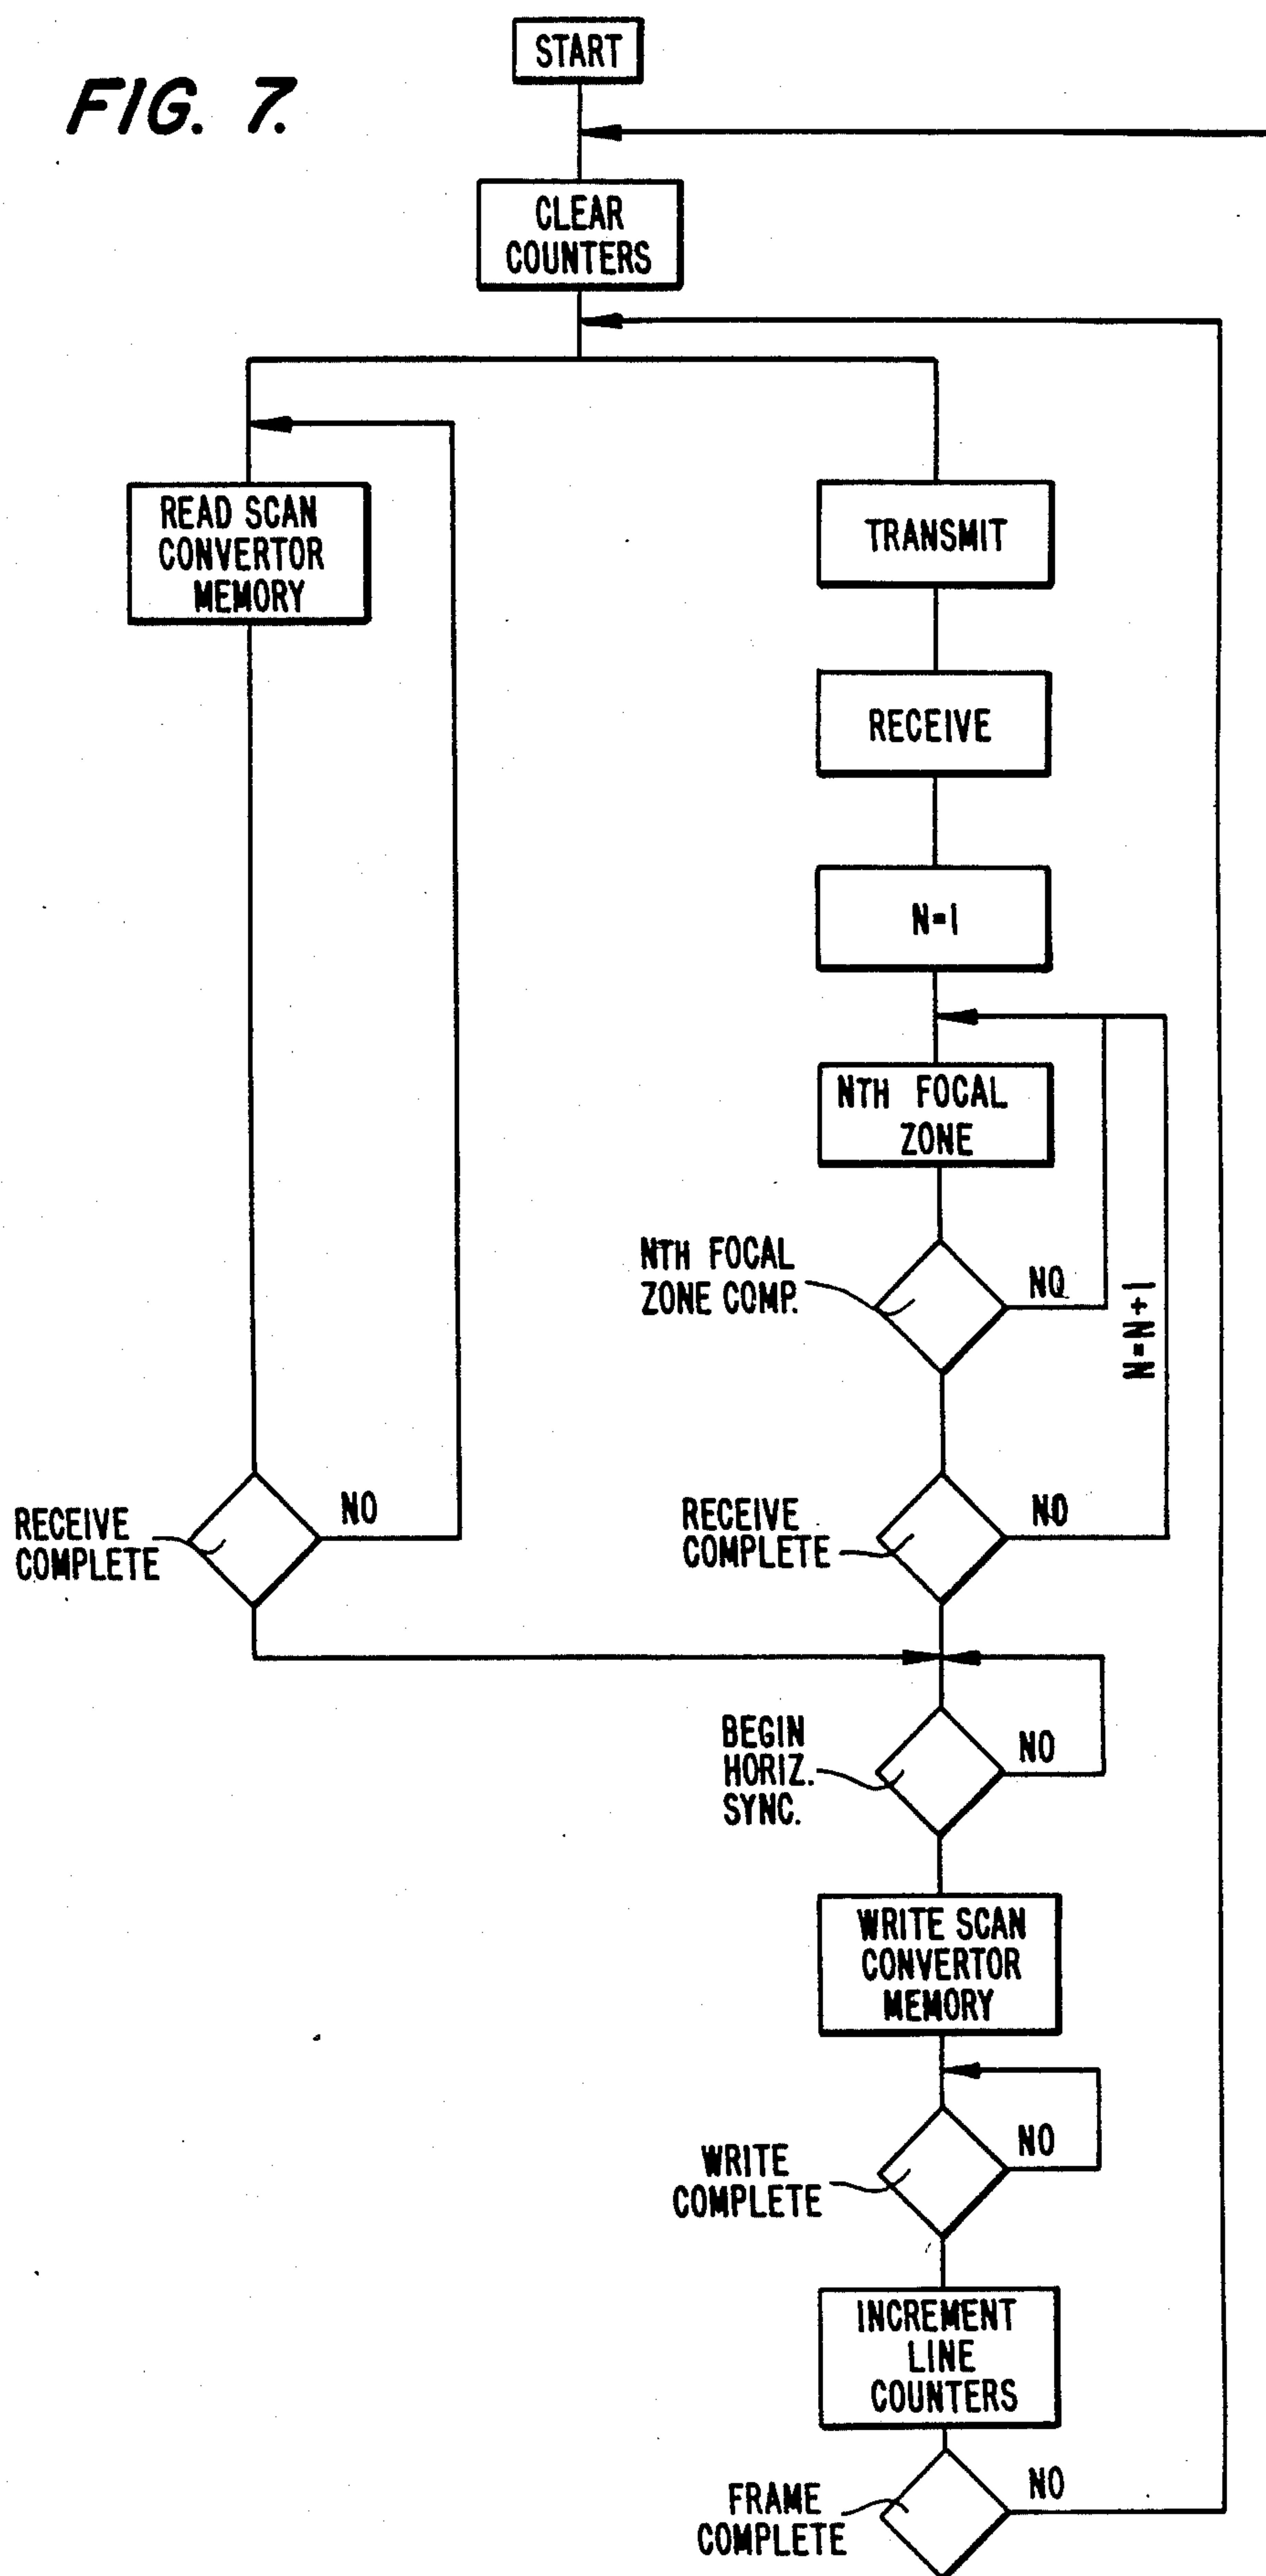 FIG. 7.
START
CLEAR
COUNTERS
READ SCAN
CONVERTOR
MEMORY
TRANSMIT
RECEIVE
N=1
NTH FOCAL
ZONE
NTH FOCAL
ZONE COMP.
NO
N=N+1
RECEIVE
COMPLETE
NO
RECEIVE
COMPLETE
NO
BEGIN
HORIZ.
SYNC.
NO
WRITE SCAN
CONVERTOR
MEMORY
WRITE
COMPLETE
NO
INCREMENT
LINE
COUNTERS
FRAME
COMPLETE
NO